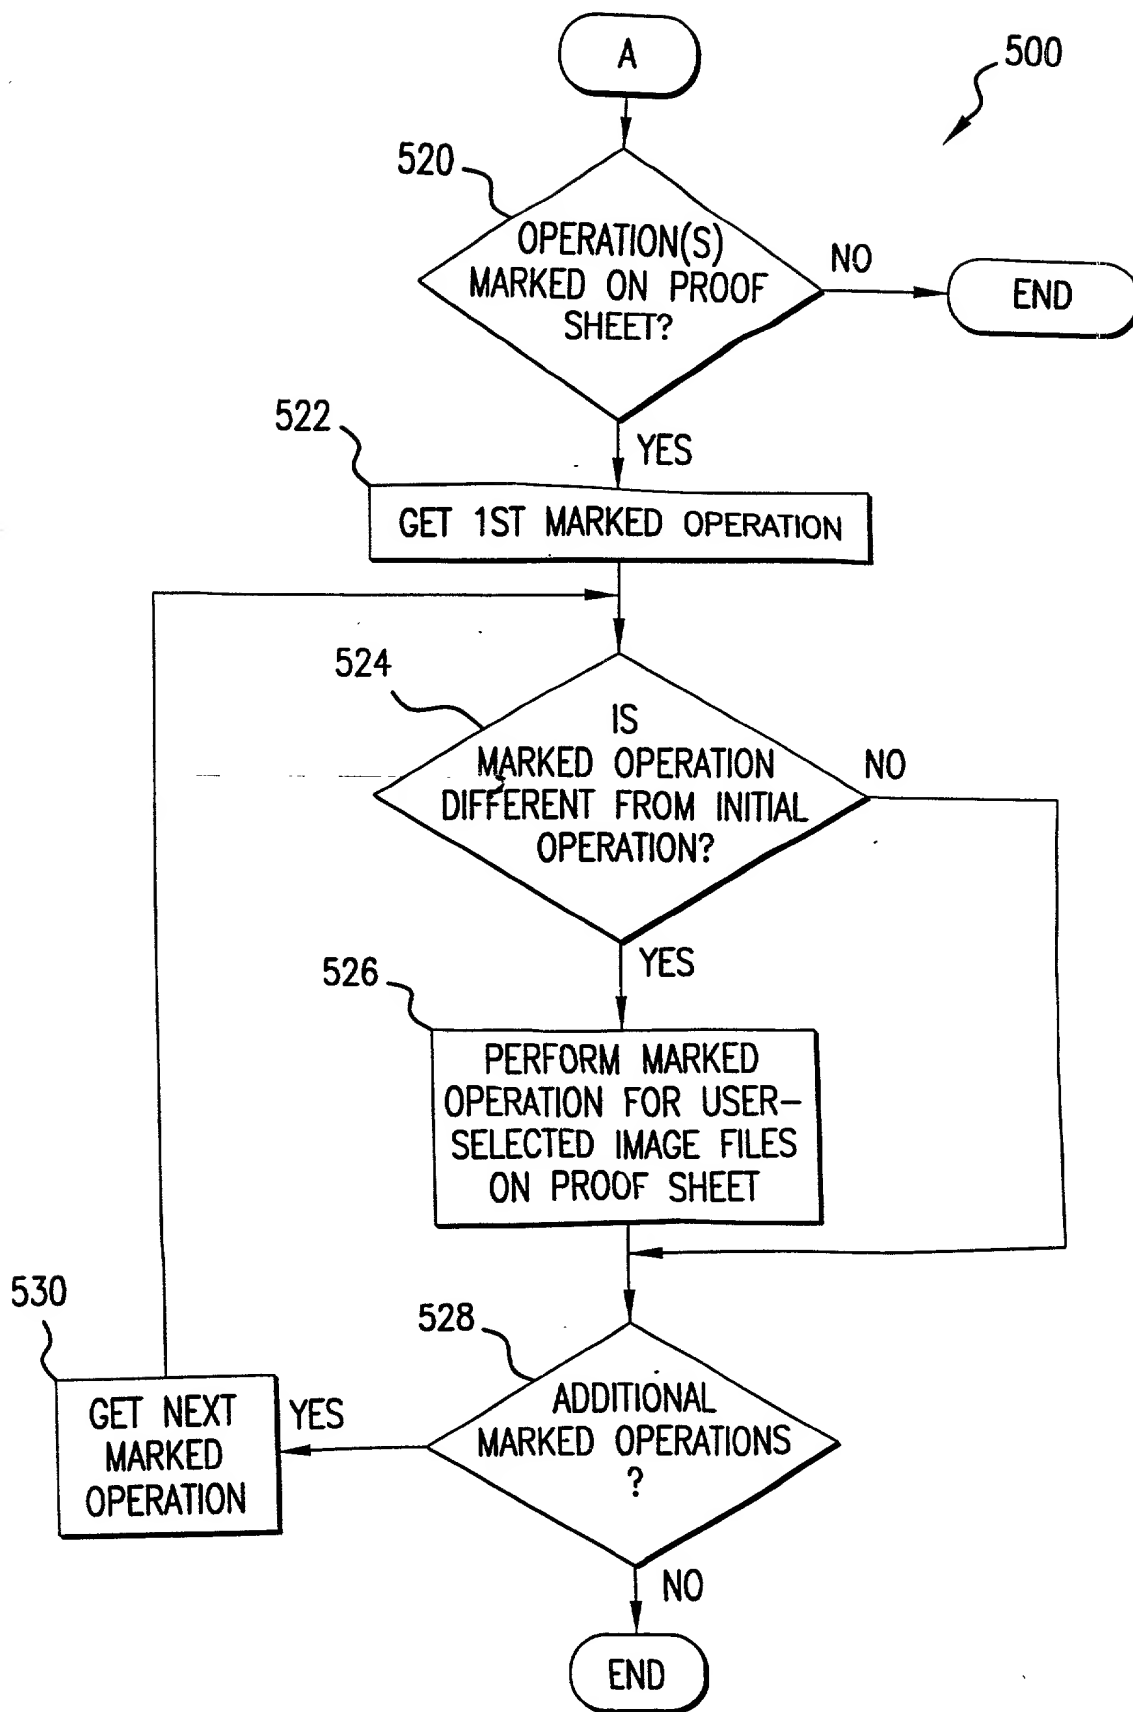 A
500
520
OPERATION(S)
MARKED ON PROOF
SHEET?
NO
END
522
YES
GET 1ST MARKED OPERATION
524
IS
MARKED OPERATION
DIFFERENT FROM INITIAL
OPERATION?
NO
YES
526
PERFORM MARKED
OPERATION FOR USER-
SELECTED IMAGE FILES
ON PROOF SHEET
530
528
GET NEXT
MARKED
OPERATION
YES
ADDITIONAL
MARKED OPERATIONS
?
NO
END